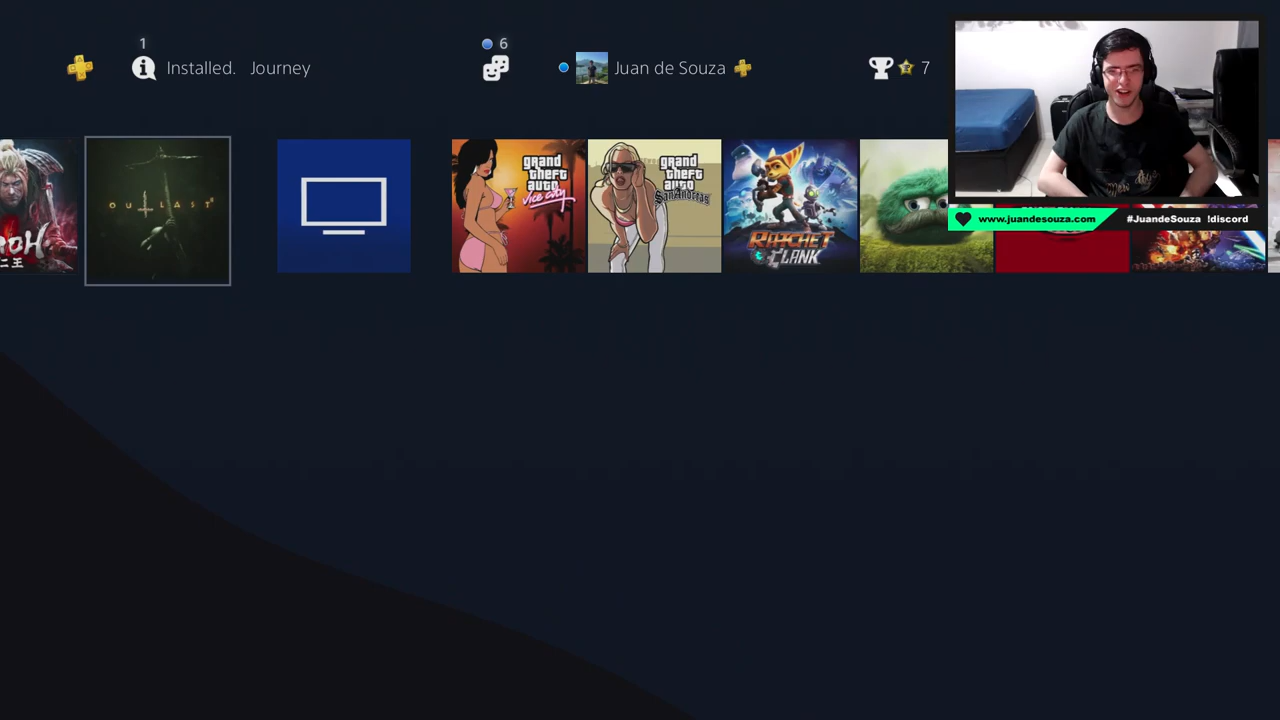 1
6
Installed. Journey
Juan de Souza
7
OUTLAST
grand
theft
auto
Vice City
grand
theft
auto
San Andreas
RATCHET
CLANK
www.juandesouza.com
#JuandeSouza !discord